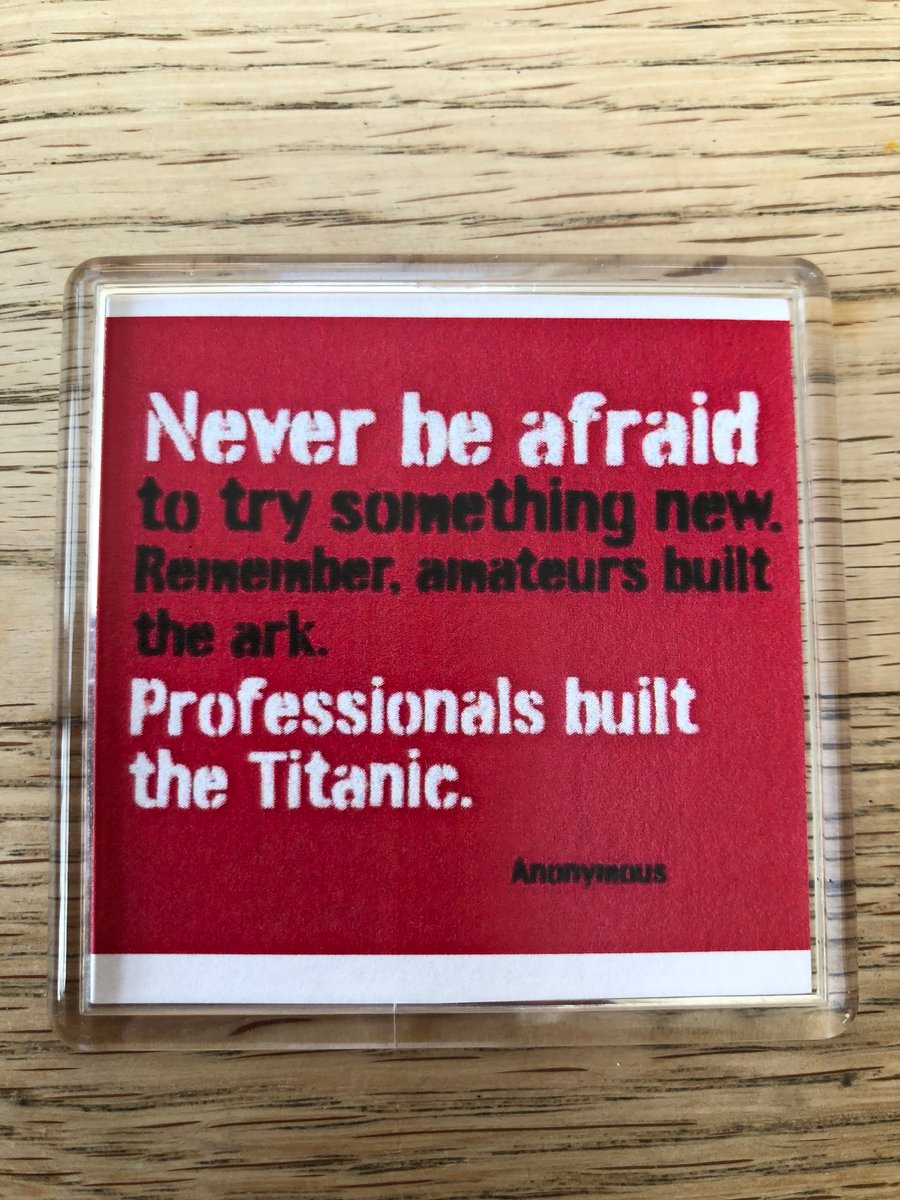 Never be afraid
to try something new.
Remember, amateurs built
the ark.
Professionals built
the Titanic.
Anonymous